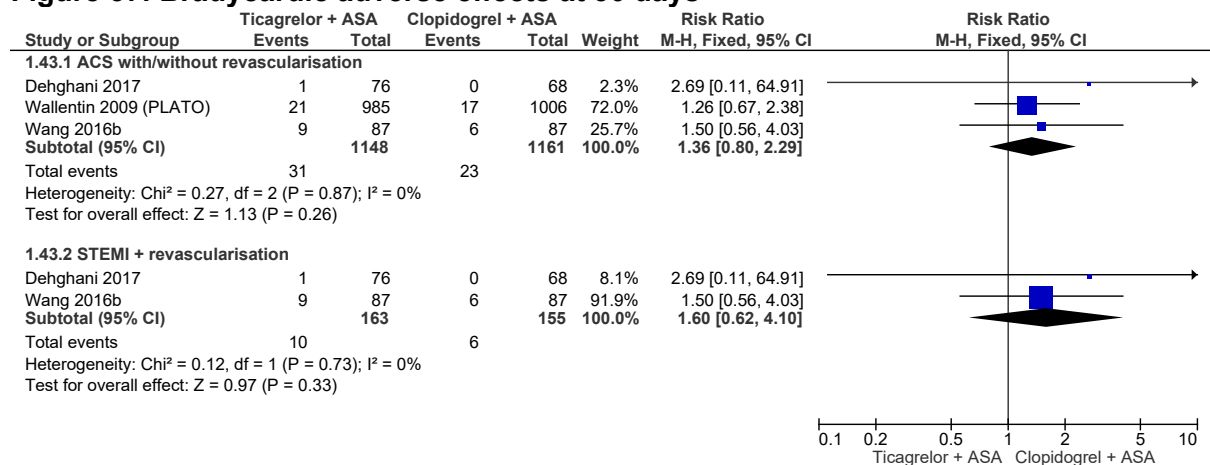 Ticagrelor + ASA Clopidogrel + ASA Risk Ratio Risk Ratio
Study or Subgroup Events Total Events Total Weight M-H, Fixed, 95% CI M-H, Fixed, 95% CI
1.43.1 ACS with/without revascularisation
Dehghani 2017 1 76 0 68 2.3% 2.69 [0.11, 64.91]
Wallentin 2009 (PLATO) 21 985 17 1006 72.0% 1.26 [0.67, 2.38]
Wang 2016b 9 87 6 87 25.7% 1.50 [0.56, 4.03]
Subtotal (95% CI) 1148 1161 100.0% 1.36 [0.80, 2.29]
Total events 31 23
Heterogeneity: Chi² = 0.27, df = 2 (P = 0.87); I² = 0%
Test for overall effect: Z = 1.13 (P = 0.26)
1.43.2 STEMI + revascularisation
Dehghani 2017 1 76 0 68 8.1% 2.69 [0.11, 64.91]
Wang 2016b 9 87 6 87 91.9% 1.50 [0.56, 4.03]
Subtotal (95% CI) 163 155 100.0% 1.60 [0.62, 4.10]
Total events 10 6
Heterogeneity: Chi² = 0.12, df = 1 (P = 0.73); I² = 0%
Test for overall effect: Z = 0.97 (P = 0.33)
0.1 0.2 0.5 1 2 5 10
Ticagrelor + ASA Clopidogrel + ASA